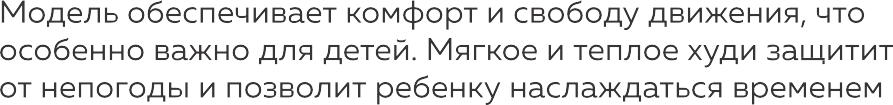 Модель обеспечивает комфорт и свободу движения, что
особенно важно для детей. Мягкое и теплое худи защитит
от непогоды и позволит ребенку наслаждаться временем